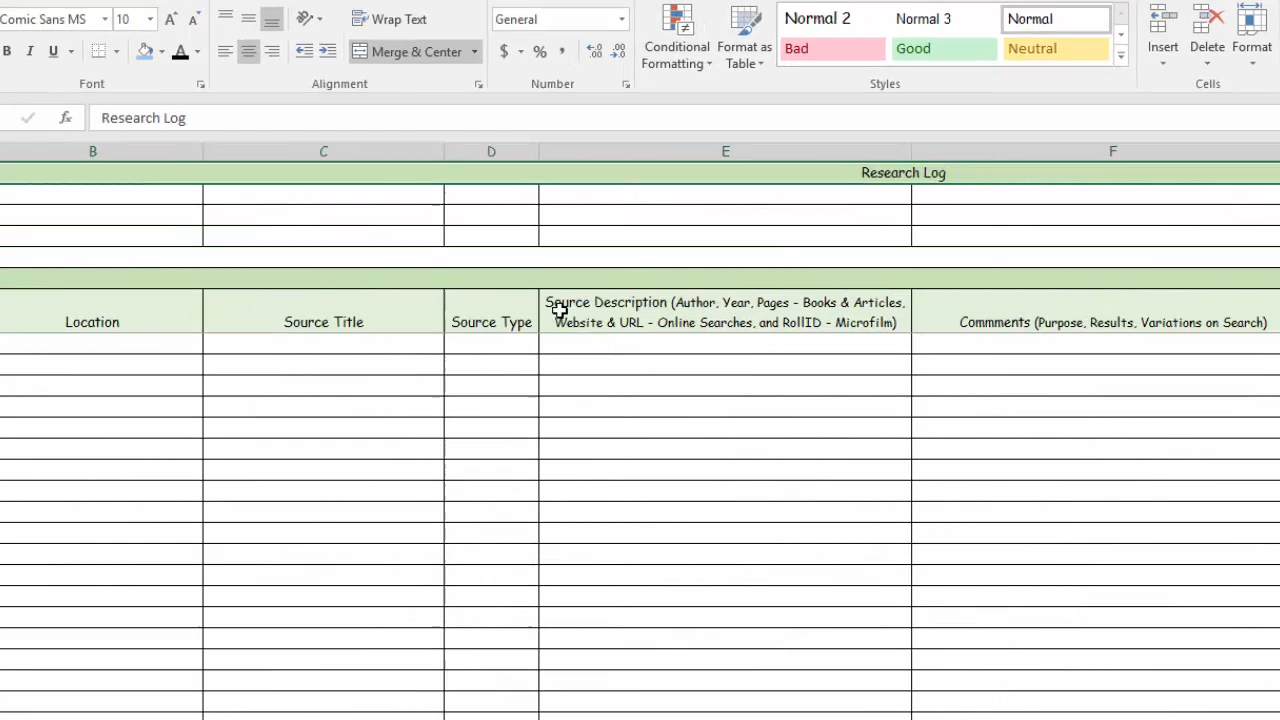 Comic Sans MS 10 A A Wrap Text General Normal 2 Normal 3 Normal
B I U A Merge & Center $ % , .00 Conditional Formatting Format as Table Bad Good Neutral Insert Delete Format
Font Alignment Number Styles Cells
fx Research Log
B C D E F
Research Log
Location Source Title Source Type Source Description (Author, Year, Pages - Books & Articles,
Website & URL - Online Searches, and RollID - Microfilm) Commments (Purpose, Results, Variations on Search)